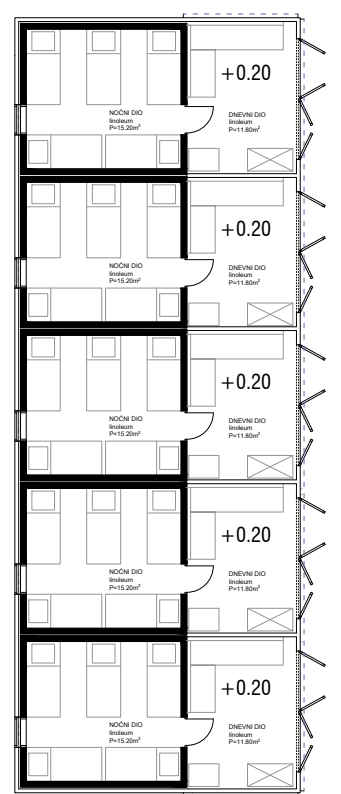 +0.20
NOĆNI DIO
linoleum
P=15.20m²
DNEVNI DIO
linoleum
P=11.80m²
+0.20
NOĆNI DIO
linoleum
P=15.20m²
DNEVNI DIO
linoleum
P=11.80m²
+0.20
NOĆNI DIO
linoleum
P=15.20m²
DNEVNI DIO
linoleum
P=11.80m²
+0.20
NOĆNI DIO
linoleum
P=15.20m²
DNEVNI DIO
linoleum
P=11.80m²
+0.20
NOĆNI DIO
linoleum
P=15.20m²
DNEVNI DIO
linoleum
P=11.80m²